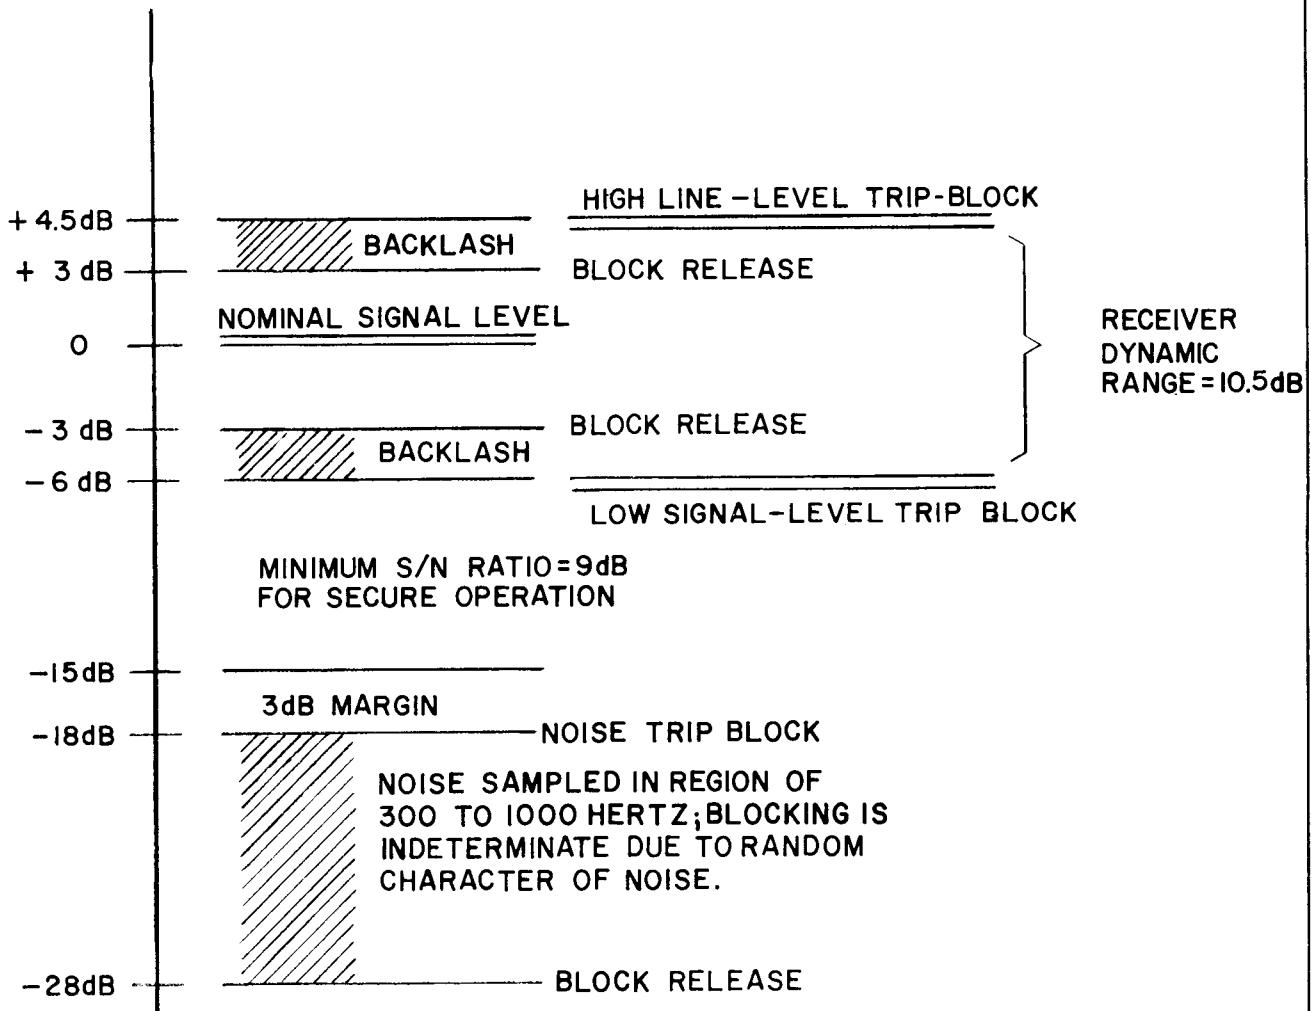 HIGH LINE-LEVEL TRIP-BLOCK
+ 4.5dB
BACKLASH
+ 3 dB
BLOCK RELEASE
NOMINAL SIGNAL LEVEL
0
RECEIVER
DYNAMIC
RANGE=10.5dB
- 3 dB
BLOCK RELEASE
BACKLASH
-6 dB
LOW SIGNAL-LEVEL TRIP BLOCK
MINIMUM S/N RATIO=9dB
FOR SECURE OPERATION
-15dB
3dB MARGIN
-18dB
NOISE TRIP BLOCK
NOISE SAMPLED IN REGION OF
300 TO 1000 HERTZ;BLOCKING IS
INDETERMINATE DUE TO RANDOM
CHARACTER OF NOISE.
-28dB
BLOCK RELEASE